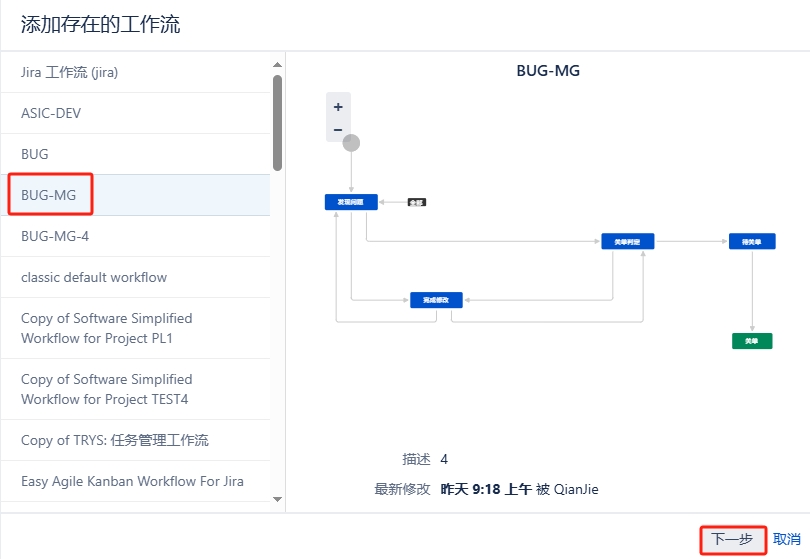 添加存在的工作流
Jira 工作流 (jira)
ASIC-DEV
BUG
BUG-MG
BUG-MG-4
classic default workflow
Copy of Software Simplified
Workflow for Project PL1
Copy of Software Simplified
Workflow for Project TEST4
Copy of TRYS: 任务管理工作流
Easy Agile Kanban Workflow For Jira
BUG-MG
+
−
发现问题
全部
关单判定
待关单
完成修改
关单
描述 4
最新修改 昨天 9:18 上午 被 QianJie
下一步 取消